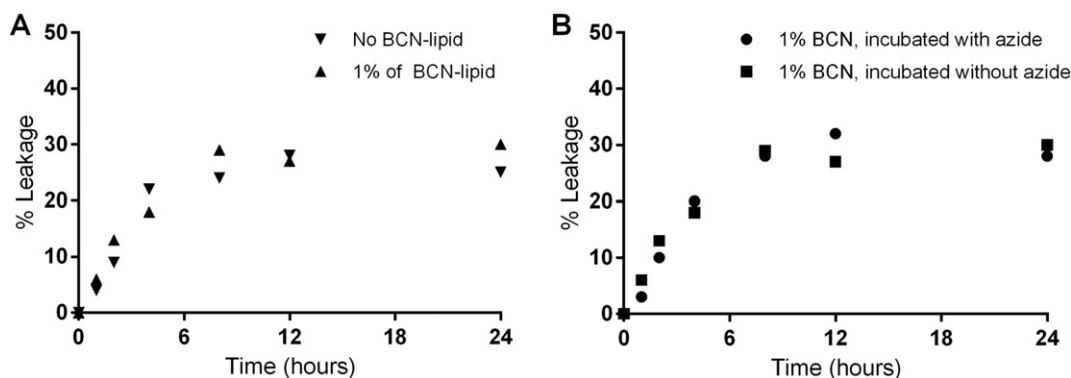 A
50
40
30
20
10
0
% Leakage
No BCN-lipid
1% of BCN-lipid
0
6
12
18
24
Time (hours)
B
50
40
30
20
10
0
% Leakage
1% BCN, incubated with azide
1% BCN, incubated without azide
0
6
12
18
24
Time (hours)